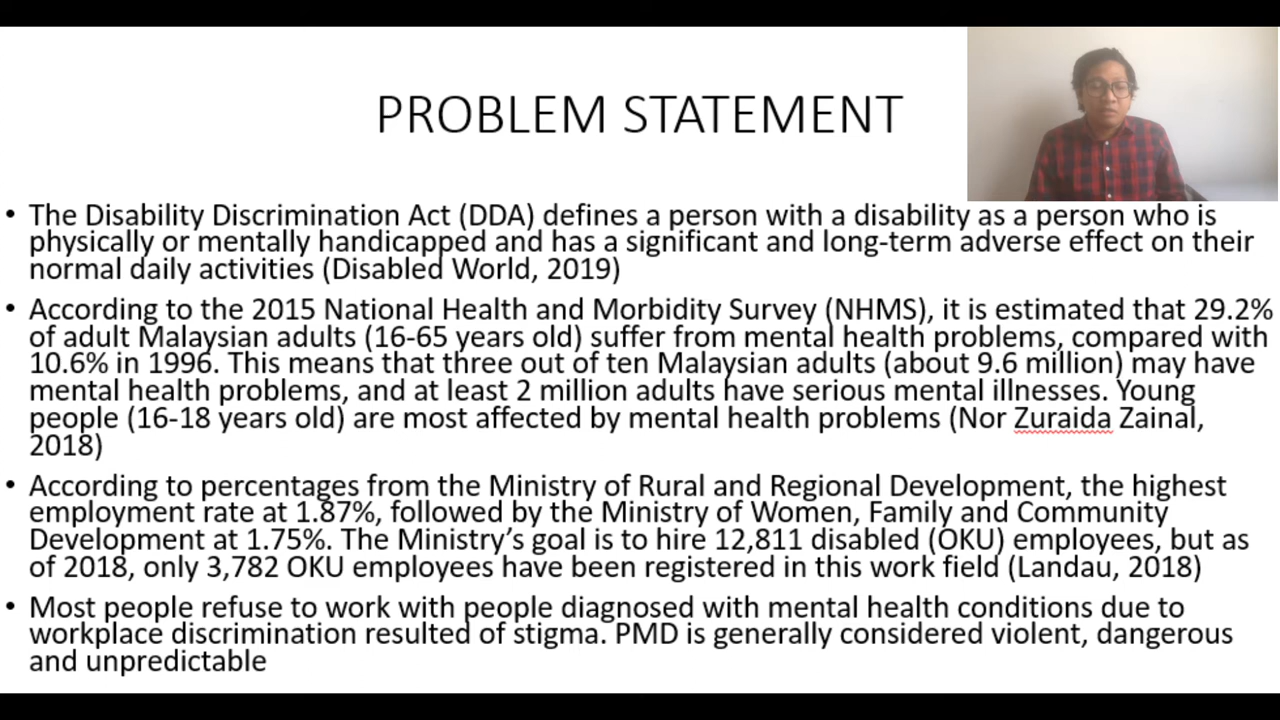 PROBLEM STATEMENT
• The Disability Discrimination Act (DDA) defines a person with a disability as a person who is
physically or mentally handicapped and has a significant and long-term adverse effect on their
normal daily activities (Disabled World, 2019)
• According to the 2015 National Health and Morbidity Survey (NHMS), it is estimated that 29.2%
of adult Malaysian adults (16-65 years old) suffer from mental health problems, compared with
10.6% in 1996. This means that three out of ten Malaysian adults (about 9.6 million) may have
mental health problems, and at least 2 million adults have serious mental illnesses. Young
people (16-18 years old) are most affected by mental health problems (Nor Zuraida Zainal,
2018)
• According to percentages from the Ministry of Rural and Regional Development, the highest
employment rate at 1.87%, followed by the Ministry of Women, Family and Community
Development at 1.75%. The Ministry’s goal is to hire 12,811 disabled (OKU) employees, but as
of 2018, only 3,782 OKU employees have been registered in this work field (Landau, 2018)
• Most people refuse to work with people diagnosed with mental health conditions due to
workplace discrimination resulted of stigma. PMD is generally considered violent, dangerous
and unpredictable